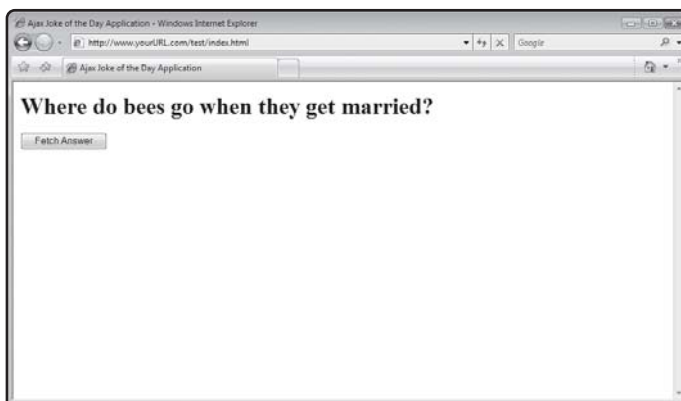 Ajax Joke of the Day Application - Windows Internet Explorer
http://www.yourURL.com/test/index.html
Google
Ajax Joke of the Day Application
Where do bees go when they get married?
Fetch Answer